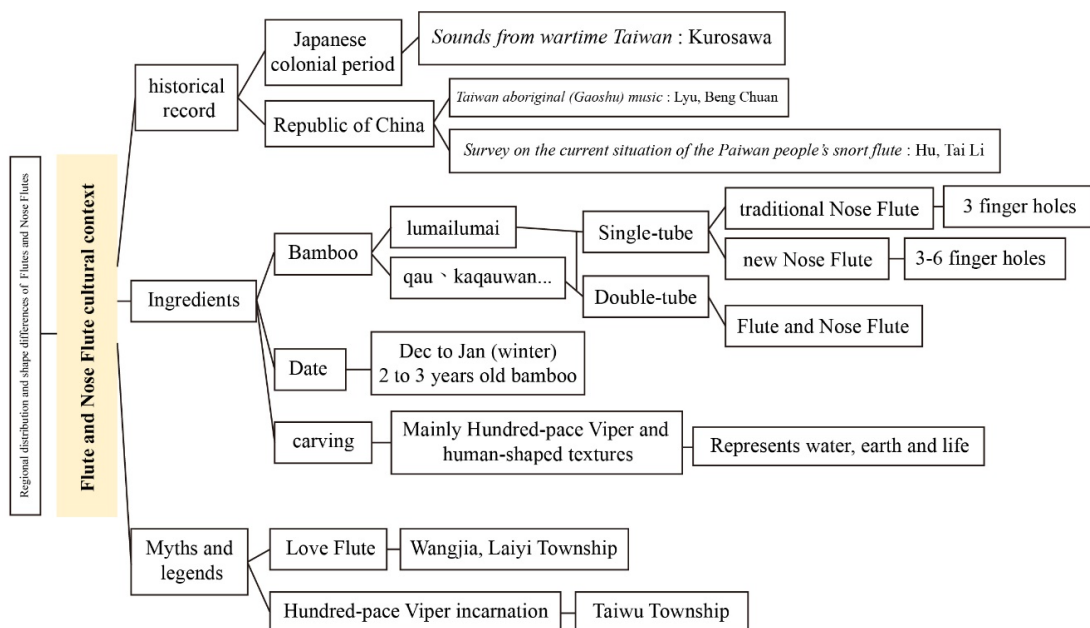 Regional distribution and shape differences of Flutes and Nose Flutes
Flute and Nose Flute cultural context
historical
record
Japanese
colonial period
Sounds from wartime Taiwan : Kurosawa
Republic of China
Taiwan aboriginal (Gaoshu) music : Lyu, Beng Chuan
Survey on the current situation of the Paiwan people's snort flute : Hu, Tai Li
Ingredients
Bamboo
lumailumai
qau、kaqauwan...
Single-tube
traditional Nose Flute
3 finger holes
new Nose Flute
3-6 finger holes
Double-tube
Flute and Nose Flute
Date
Dec to Jan (winter)
2 to 3 years old bamboo
carving
Mainly Hundred-pace Viper and
human-shaped textures
Represents water, earth and life
Myths and
legends
Love Flute
Wangjia, Laiyi Township
Hundred-pace Viper incarnation
Taiwu Township